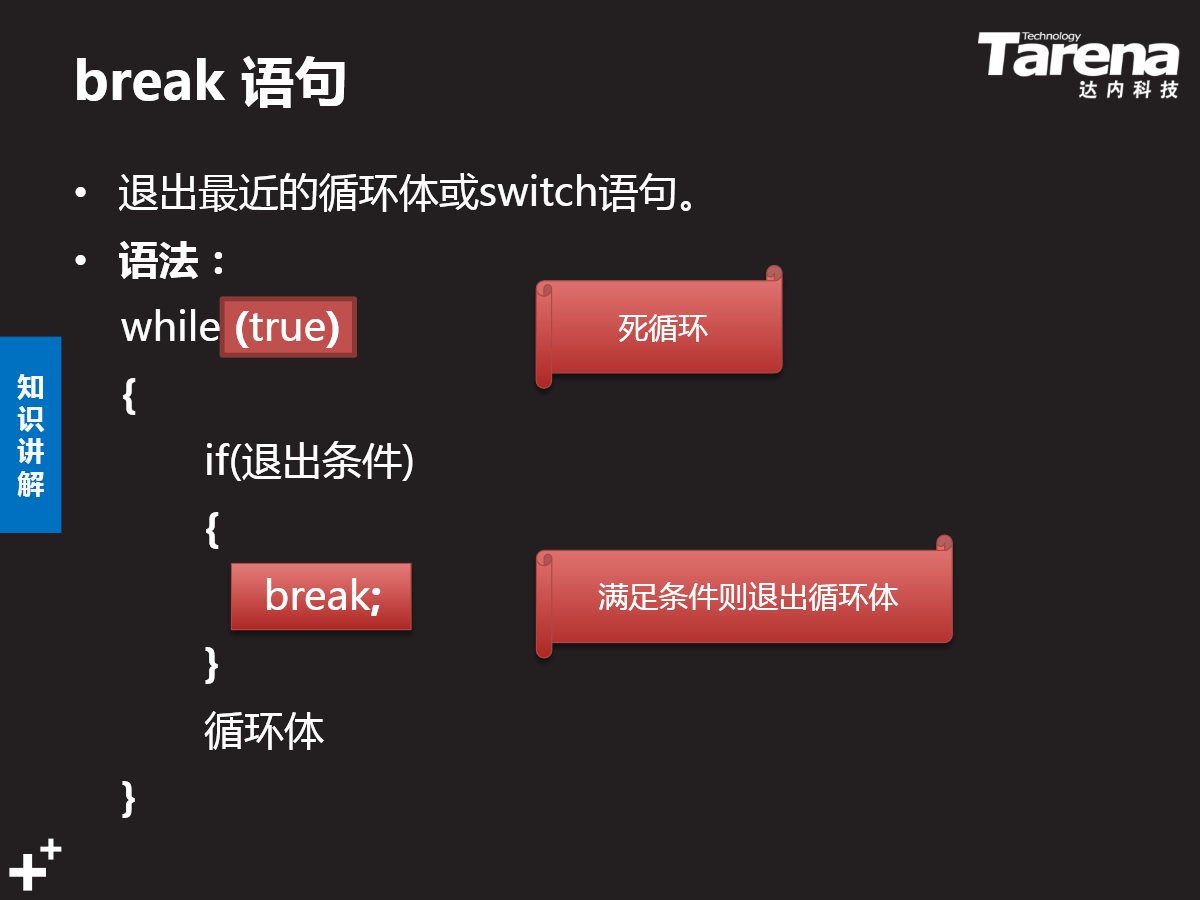 Technology
Tarena
达内科技
break 语句
• 退出最近的循环体或switch语句。
• 语法：
while (true)
死循环
{
if(退出条件)
{
break;
满足条件则退出循环体
}
循环体
}
知识讲解